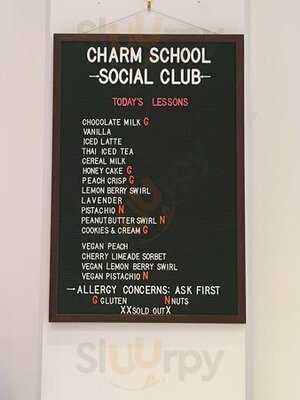 CHARM SCHOOL
-SOCIAL CLUB-
TODAY'S LESSONS
CHOCOLATE MILK G
VANILLA
ICED LATTE
THAI ICED TEA
CEREAL MILK
HONEY CAKE G
PEACH CRISP G
LEMON BERRY SWIRL
LAVENDER
PISTACHIO N
PEANUTBUTTER SWIRL N
COOKIES & CREAM G
VEGAN PEACH
CHERRY LIMEADE SORBET
VEGAN LEMON BERRY SWIRL
VEGAN PISTACHIO N
→ALLERGY CONCERNS: ASK FIRST
G GLUTEN N NUTS
XXSOLD OUTX
Sluurpy